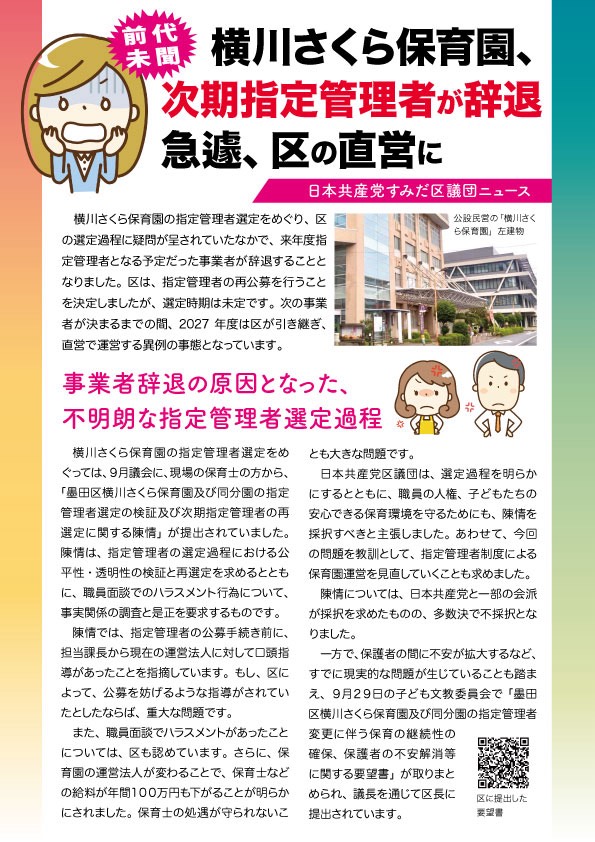 前代
未聞
横川さくら保育園、
次期指定管理者が辞退
急遽、区の直営に
日本共産党すみだ区議団ニュース
横川さくら保育園の指定管理者選定をめぐり、区
の選定過程に疑問が呈されていたなかで、来年度指
定管理者となる予定だった事業者が辞退することと
なりました。区は、指定管理者の再公募を行うこと
を決定しましたが、選定時期は未定です。次の事業
者が決まるまでの間、2027 年度は区が引き継ぎ、
直営で運営する異例の事態となっています。
公設民営の「横川さく
ら保育園」 左建物
事業者辞退の原因となった、
不明朗な指定管理者選定過程
横川さくら保育園の指定管理者選定をめ
ぐっては、9月議会に、現場の保育士の方から、
「墨田区横川さくら保育園及び同分園の指定
管理者選定の検証及び次期指定管理者の再
選定に関する陳情」が提出されていました。
陳情は、指定管理者の選定過程における公
平性・透明性の検証と再選定を求めるととも
に、職員面談でのハラスメント行為について、
事実関係の調査と是正を要求するものです。
陳情では、指定管理者の公募手続き前に、
担当課長から現在の運営法人に対して口頭指
導があったことを指摘しています。もし、区に
よって、公募を妨げるような指導がされてい
たとしたならば、重大な問題です。
また、職員面談でハラスメントがあったこと
については、区も認めています。さらに、保
育園の運営法人が変わることで、保育士など
の給料が年間100万円も下がることが明らか
にされました。保育士の処遇が守られないこ
とも大きな問題です。
日本共産党区議団は、選定過程を明らか
にするとともに、職員の人権、子どもたちの
安心できる保育環境を守るためにも、陳情を
採択すべきと主張しました。あわせて、今回
の問題を教訓として、指定管理者制度による
保育園運営を見直していくことも求めました。
陳情については、日本共産党と一部の会派
が採択を求めたものの、多数決で不採択とな
りました。
一方で、保護者の間に不安が拡大するなど、
すでに現実的な問題が生じていることも踏ま
え、9月29日の子ども文教委員会で「墨田
区横川さくら保育園及び同分園の指定管理者
変更に伴う保育の継続性の
確保、保護者の不安解消等
に関する要望書」が取りまと
められ、議長を通じて区長に
提出されています。
区に提出した
要望書